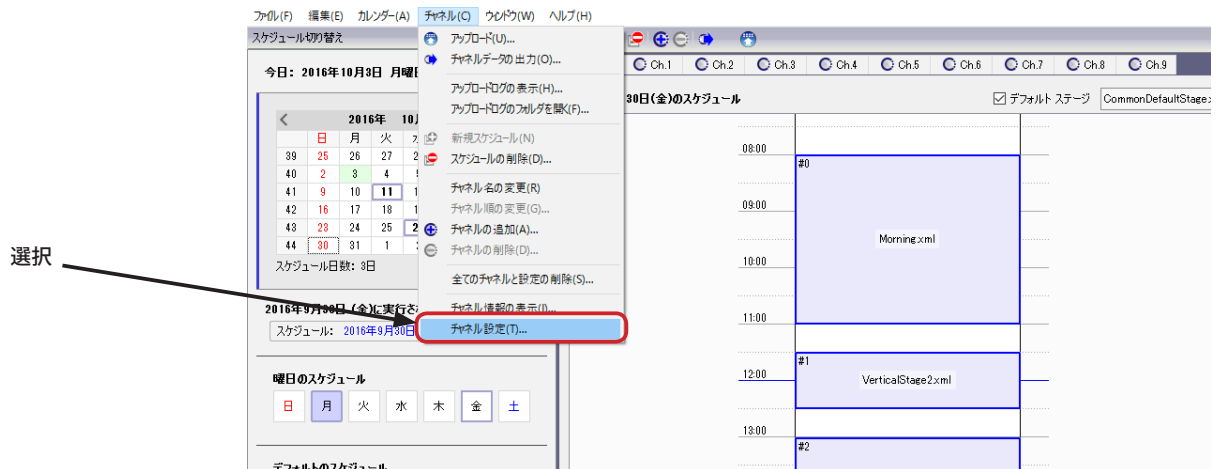 ファイル(F) 編集(E) カレンダー(A) チャネル(C) ウィンドウ(W) ヘルプ(H)
スケジュール切り替え
今日: 2016年10月3日 月曜
2016年 10月
日 月 火
39 25 26 27 2
40 2 3 4
41 9 10 11 1
42 16 17 18 1
43 23 24 25 2
44 30 31 1
スケジュール日数: 3日
2016年9月30日 (金)に実行さ
スケジュール: 2016年9月30日
曜日のスケジュール
日 月 火 水 木 金 土
デフォルトのスケジュール
選択
アップロード(U)...
チャネルデータの出力(O)...
アップロードログの表示(H)...
アップロードログのフォルダを開く(F)...
新規スケジュール(N)
スケジュールの削除(D)...
チャネル名の変更(R)
チャネル順の変更(G)...
チャネルの追加(A)...
チャネルの削除(D)...
全てのチャネルと設定の削除(S)...
チャネル情報の表示(I)...
チャネル設定(T)...
Ch.1 Ch.2 Ch.3 Ch.4 Ch.5 Ch.6 Ch.7 Ch.8 Ch.9
30日(金)のスケジュール
デフォルト ステージ CommonDefaultStage.x
08:00
#0
09:00
Morning.xml
10:00
11:00
#1
12:00
VerticalStage2.xml
13:00
#2